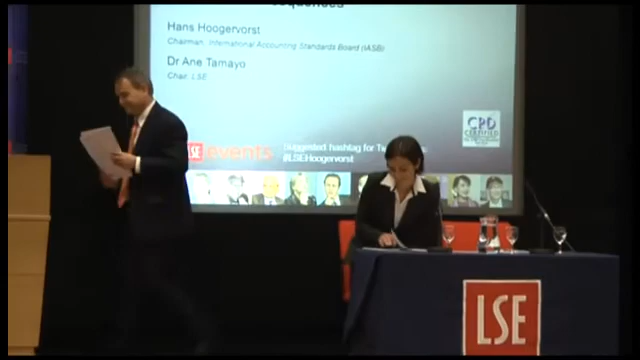 Hans Hoogervorst
Chairman, International Accounting Standards Board (IASB)
Dr Ane Tamayo
Chair, LSE
CPD
CERTIFIED
LSE events
Suggested hashtag for
#LSEHoogervorst
LSE